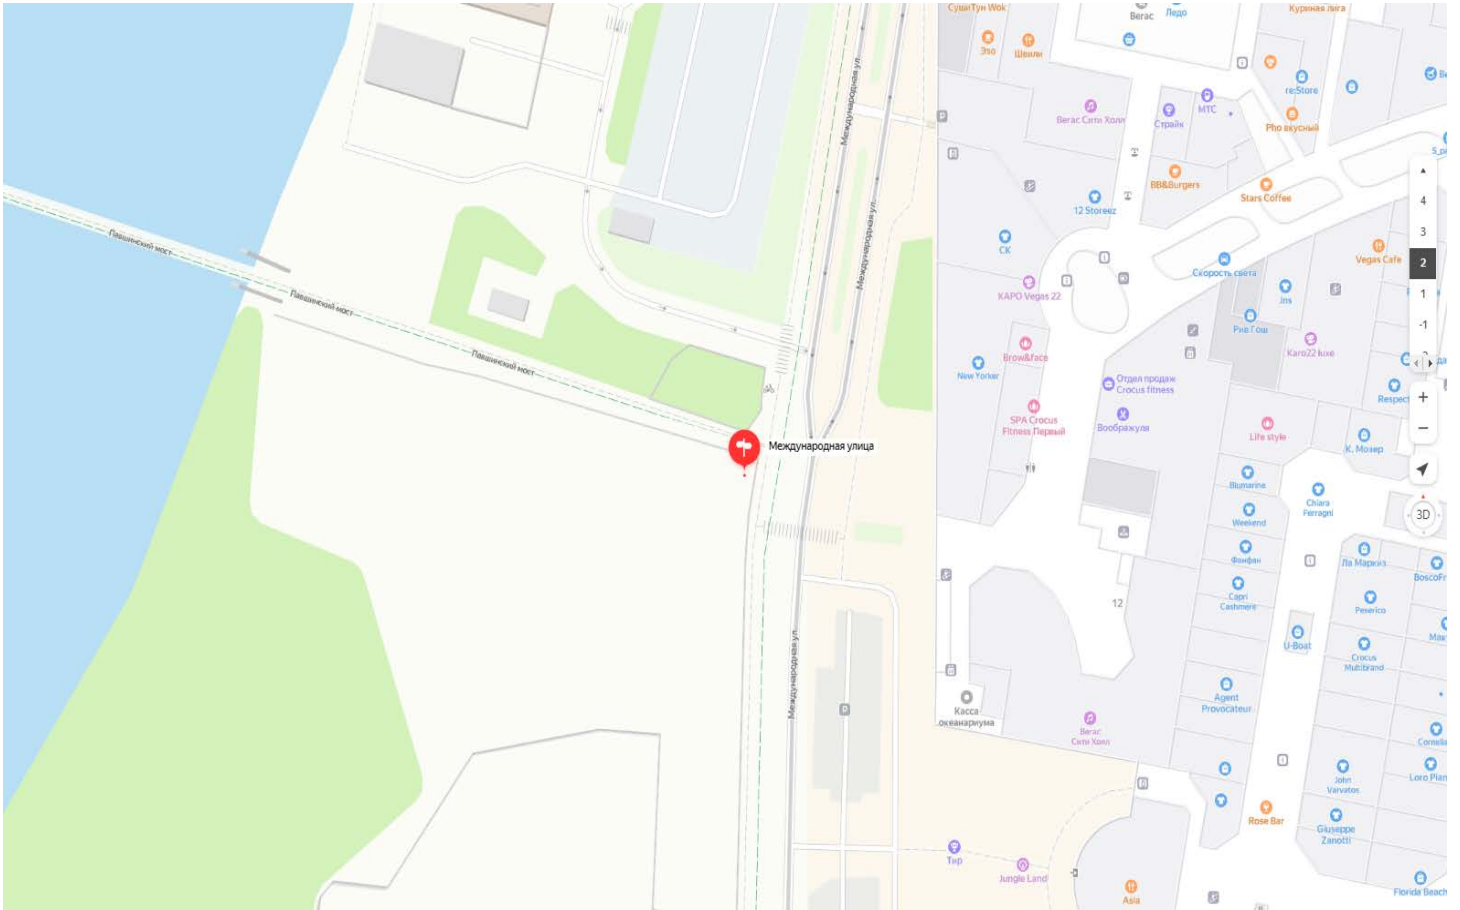 СушиТун Wok
Вегас
Ледо
Куриная лига
Эзо
Швили
re:Store
Международная ул.
Вегас Сити Холл
Страйк
МТС
Pho вкусный
BB&Burgers
Stars Coffee
12 Storeez
4
3
2
1
-1
Международная ул.
СК
Vegas Cafe
Скорость света
КАРО Vegas 22
Jns
Рив Гош
Павшинский мост
Павшинский мост
Павшинский мост
Brow&face
Karo22 luxe
New Yorker
Отдел продаж
Crocus fitness
Respect
SPA Crocus
Fitness Первый
Воображуля
Life style
К. Мозер
Международная улица
Blumarine
Weekend
Chiara
Ferragni
3D
Фанфан
Ла Маркиз
BoscoFr
Capri
Cashmere
Peserico
12
U-Boat
Crocus
Multibrand
Международная ул.
Agent
Provocateur
Касса
океанариума
Вегас
Сити Холл
John
Varvatos
Rose Bar
Giuseppe
Zanotti
Тир
Jungle Land
Asia
Florida Beach